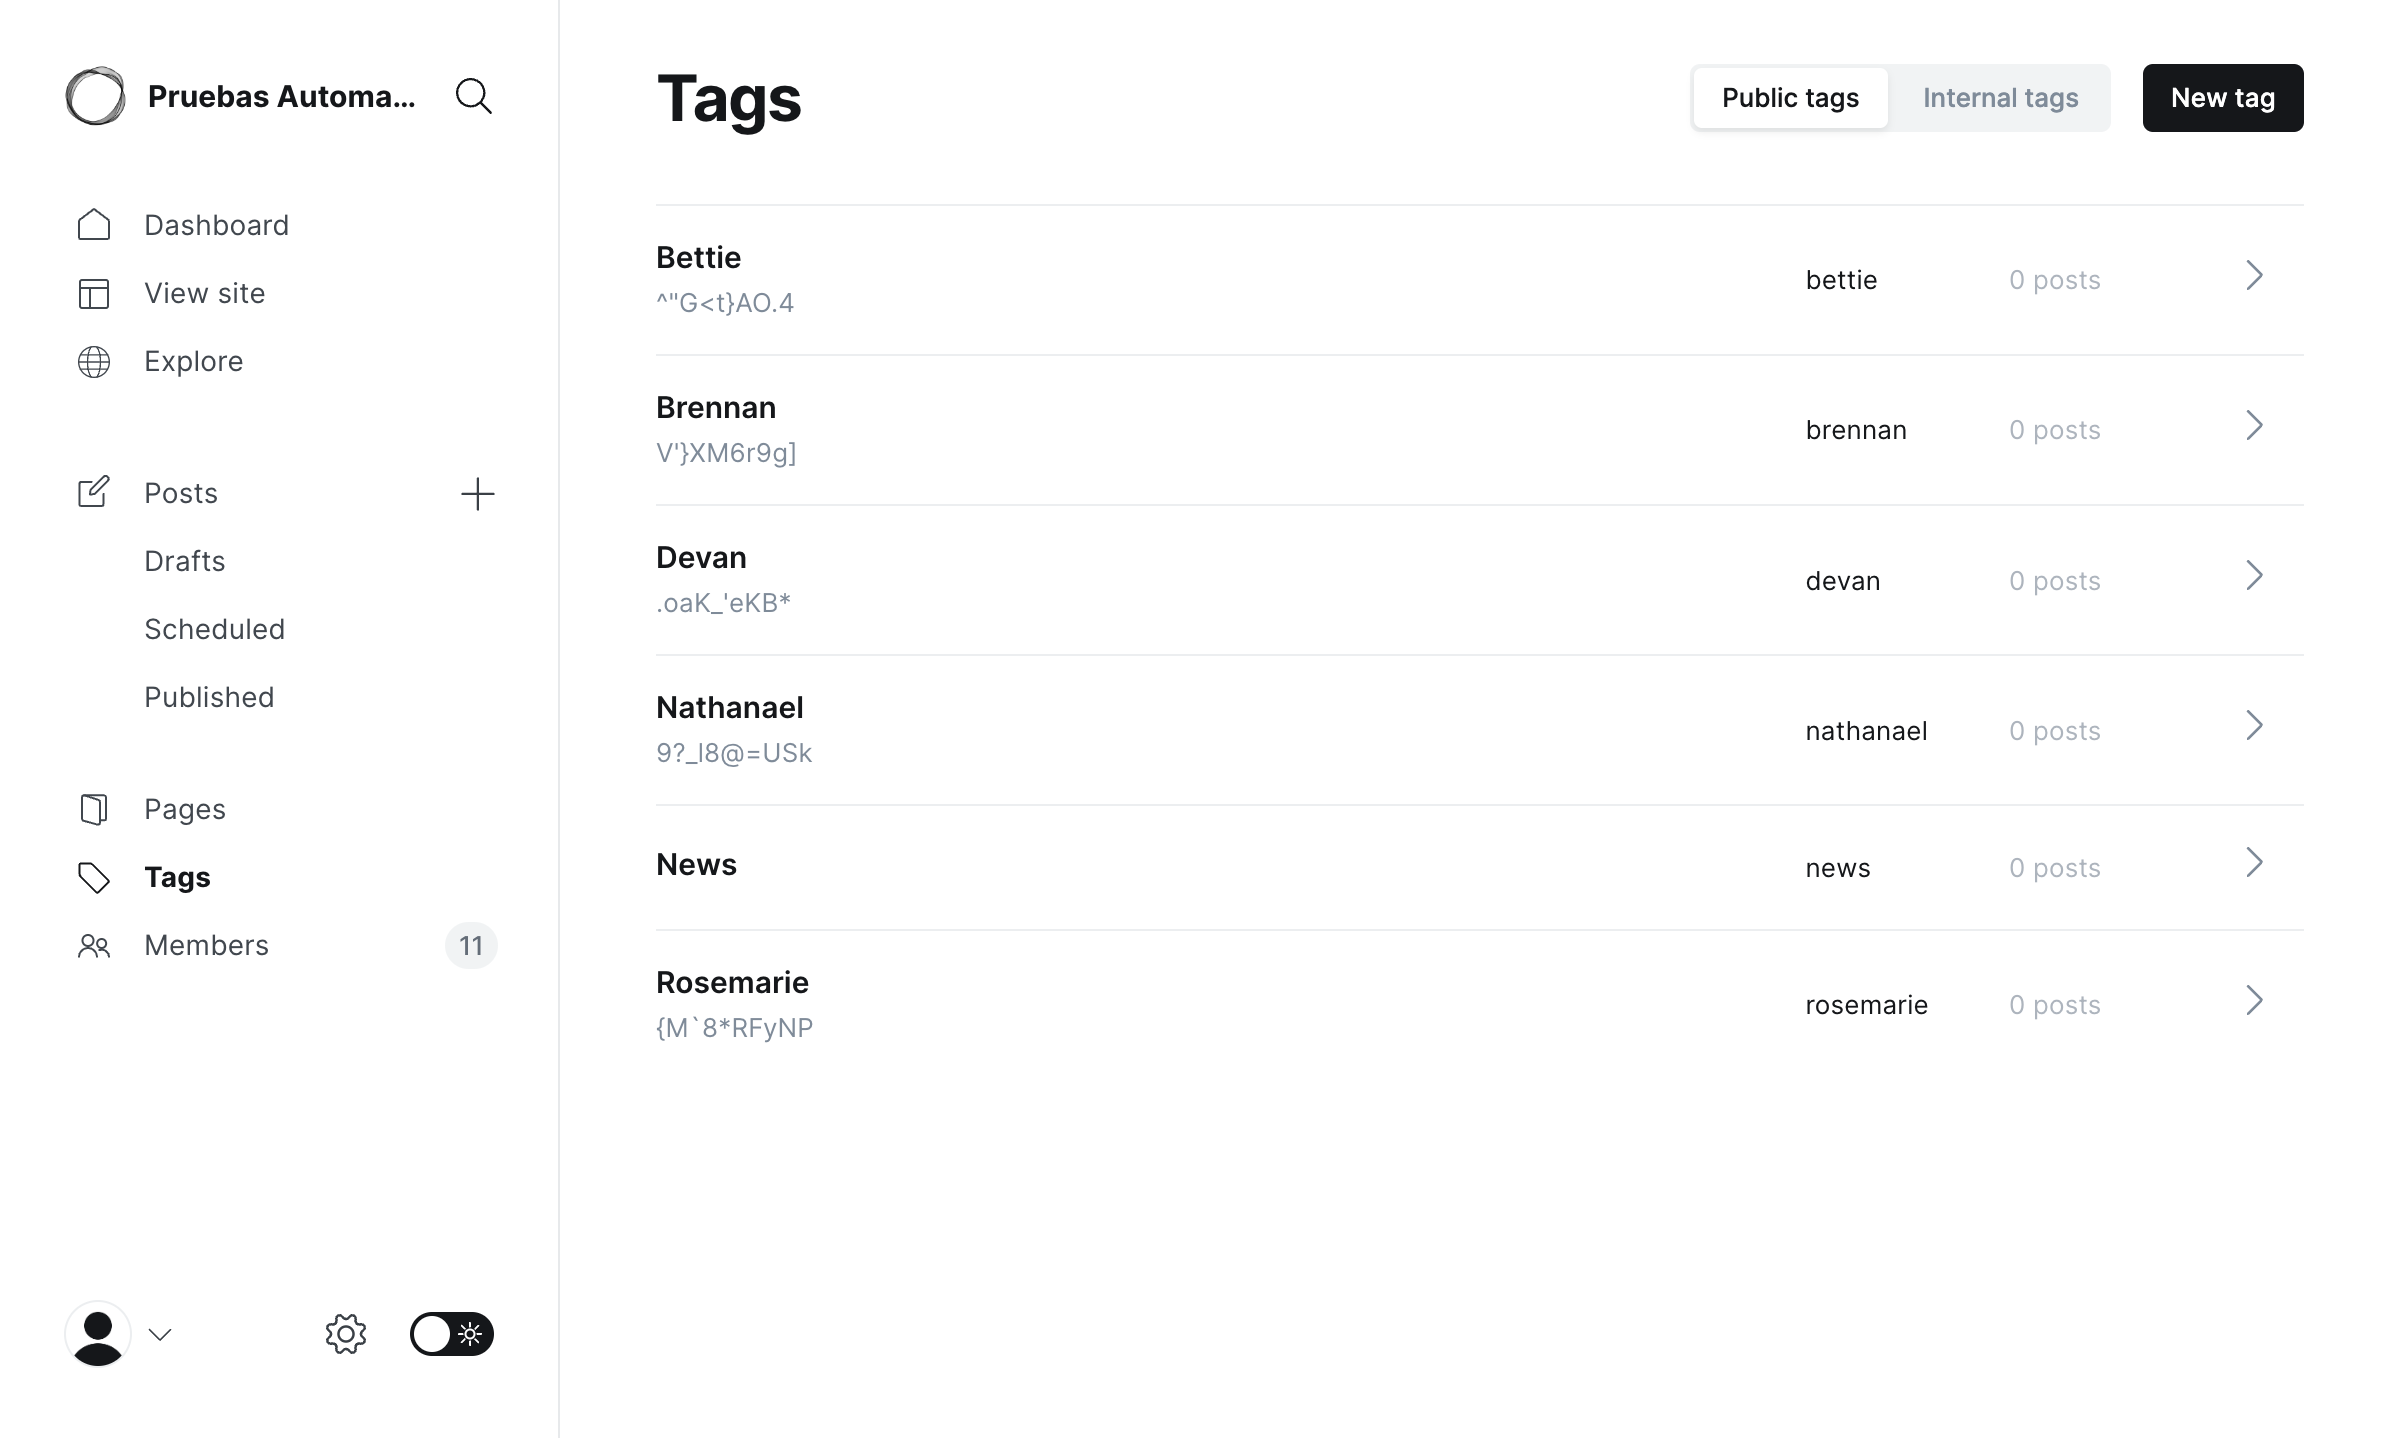 Pruebas Automa...
Dashboard
View site
Explore
Posts
Drafts
Scheduled
Published
Pages
Tags
Members 11
Tags
Public tags Internal tags New tag
Bettie
^"G<t}AO.4
bettie 0 posts
Brennan
V'}XM6r9g]
brennan 0 posts
Devan
.oaK_'eKB*
devan 0 posts
Nathanael
9?_l8@=USk
nathanael 0 posts
News
news 0 posts
Rosemarie
{M`8*RFyNP
rosemarie 0 posts